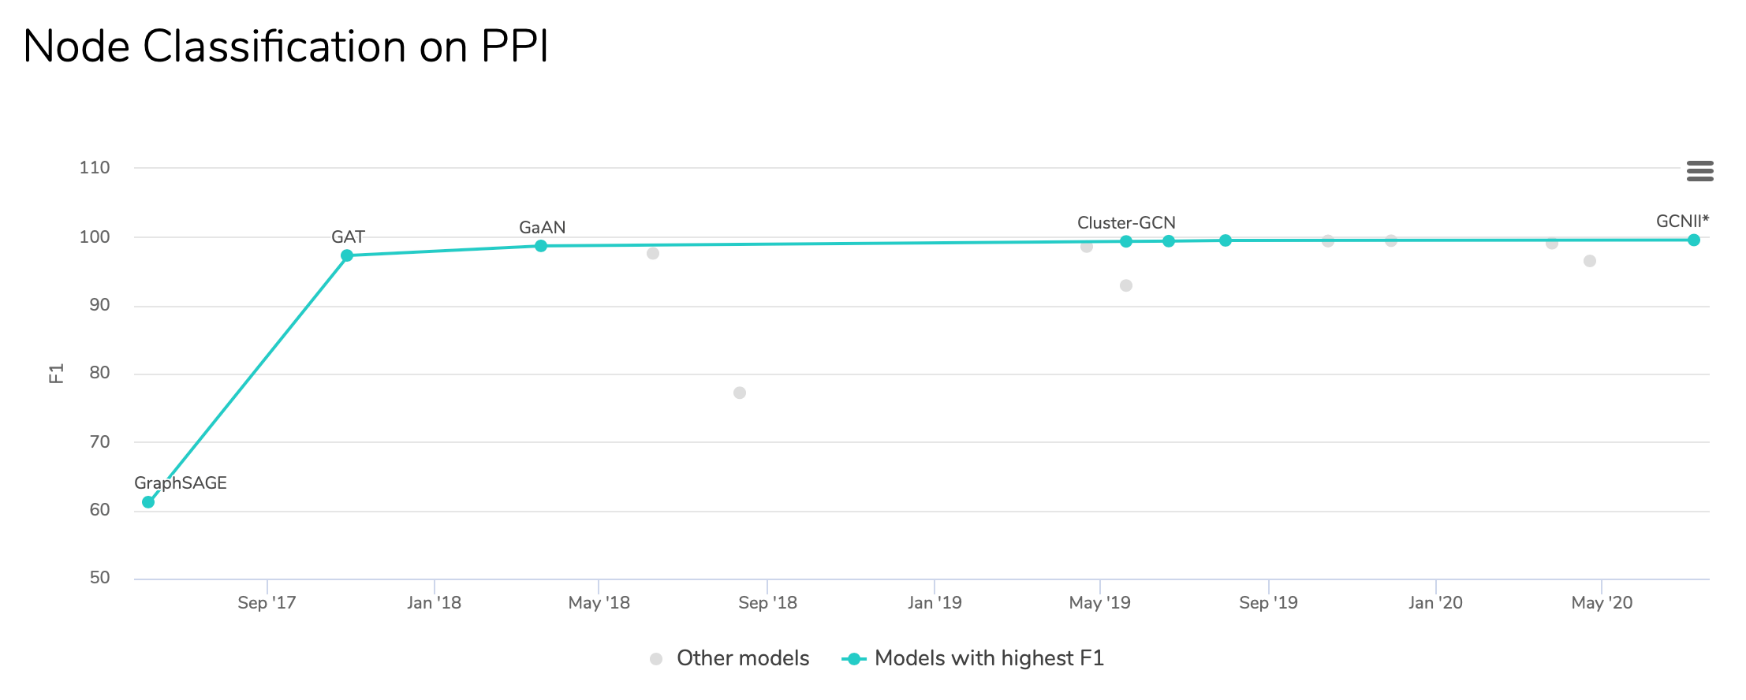 Node Classification on PPI
110
100
90
80
70
60
50
F1
GraphSAGE
GAT
GaAN
Cluster-GCN
GCNII*
Sep '17
Jan '18
May '18
Sep '18
Jan '19
May '19
Sep '19
Jan '20
May '20
Other models
Models with highest F1